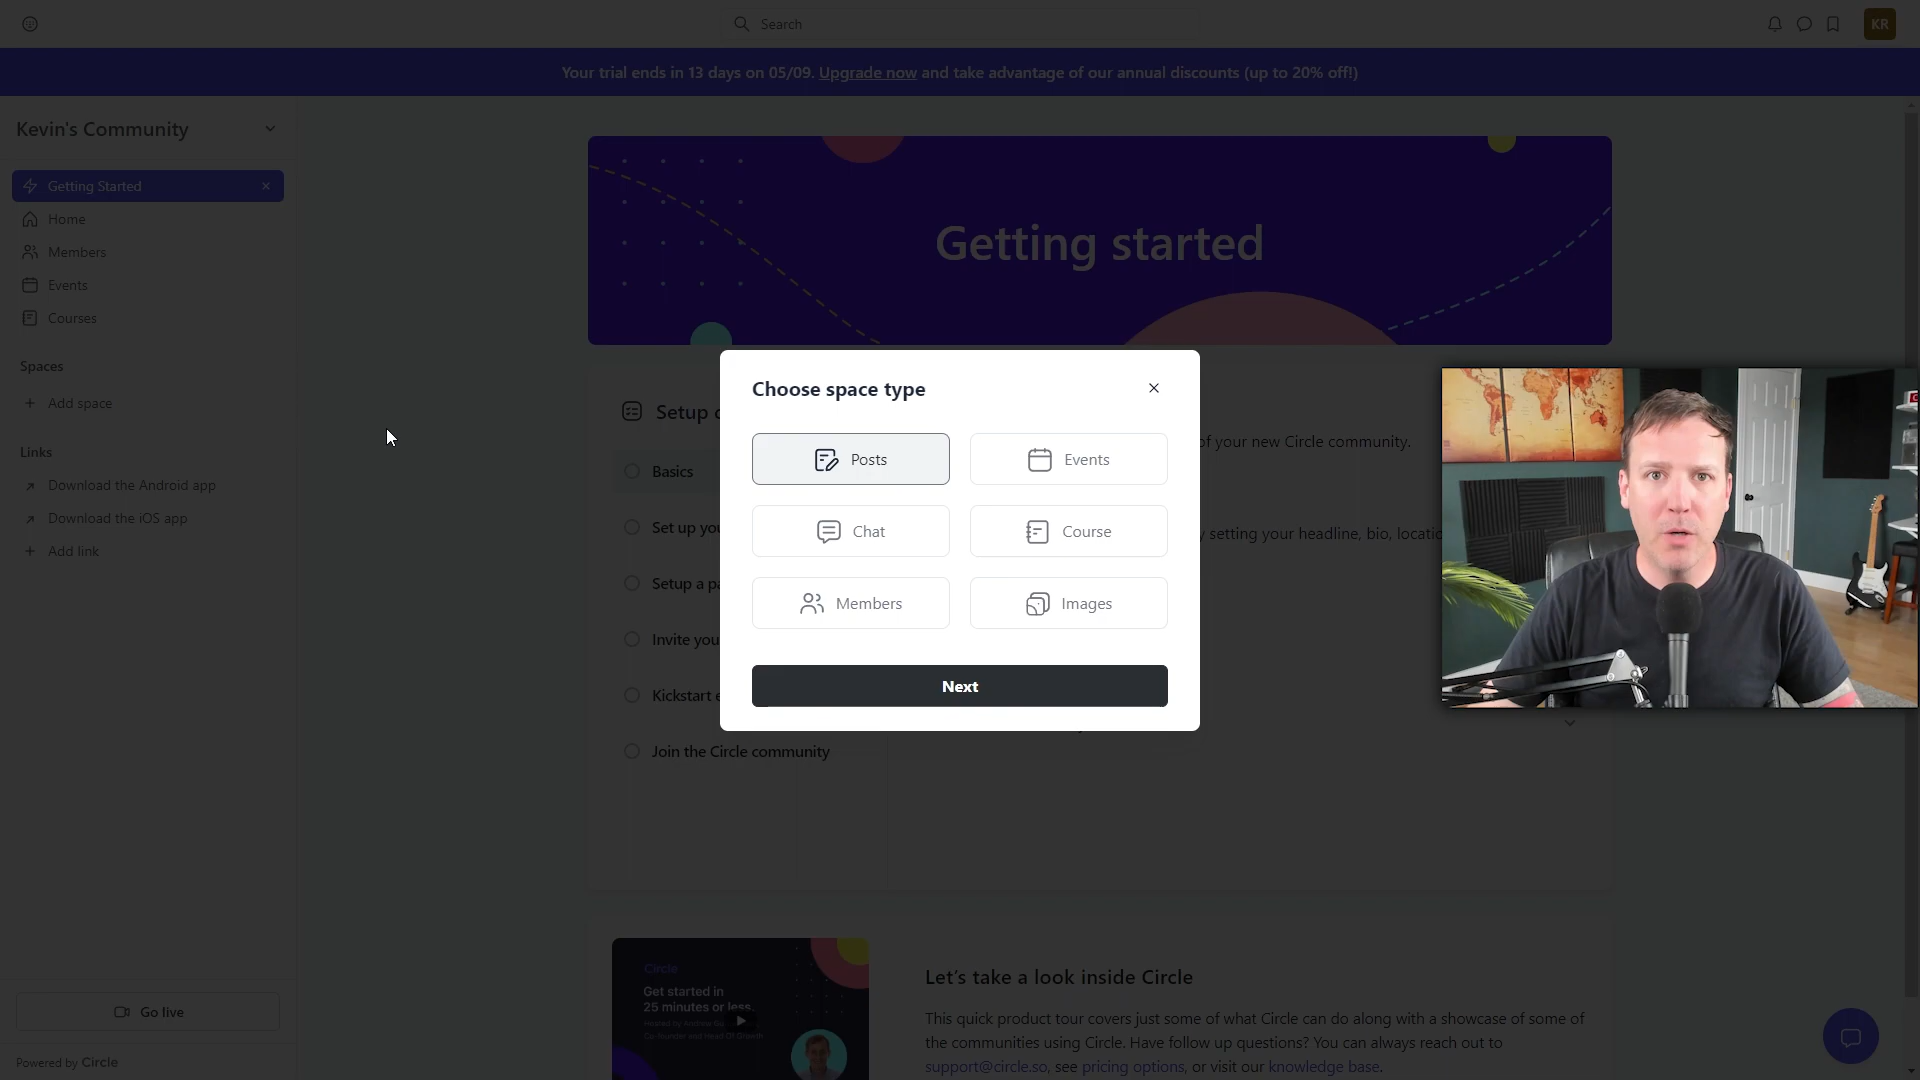 Search
KR
Your trial ends in 13 days on 05/09. Upgrade now and take advantage of our annual discounts (up to 20% off!)
Kevin's Community
Getting Started
Home
Members
Events
Courses
Spaces
Add space
Links
Download the Android app
Download the iOS app
Add link
Go live
Powered by Circle
Getting started
Setup
of your new Circle community.
Basics
Set up you
setting your headline, bio, locatio
Setup a pa
Invite you
Kickstart e
Join the Circle community
Choose space type
Posts
Events
Chat
Course
Members
Images
Next
Circle
Get started in
25 minutes or less.
Let's take a look inside Circle
This quick product tour covers just some of what Circle can do along with a showcase of some of
the communities using Circle. Have follow up questions? You can always reach out to
support@circle.so, see pricing options, or visit our knowledge base.